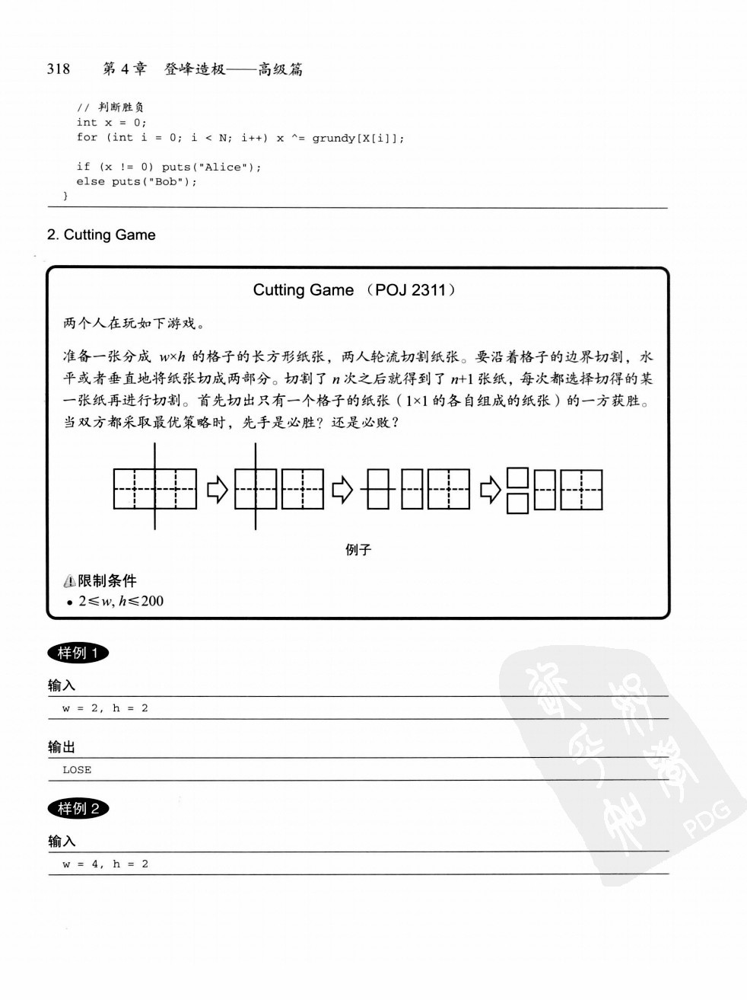 318 第 4 章 登峰造极——高级篇
// 判断胜负
int x = 0;
for (int i = 0; i < N; i++) x ^= grundy[X[i]];
if (x != 0) puts("Alice");
else puts("Bob");
}
2. Cutting Game
Cutting Game （POJ 2311）
两个人在玩如下游戏。
准备一张分成 w×h 的格子的长方形纸张，两人轮流切割纸张。要沿着格子的边界切割，水
平或者垂直地将纸张切成两部分。切割了 n 次之后就得到了 n+1 张纸，每次都选择切得的某
一张纸再进行切割。首先切出只有一个格子的纸张（1×1 的各自组成的纸张）的一方获胜。
当双方都采取最优策略时，先手是必胜？还是必败？
例子
限制条件
• 2≤w, h≤200
样例 1
输入
w = 2, h = 2
输出
LOSE
样例 2
输入
w = 4, h = 2
PDG